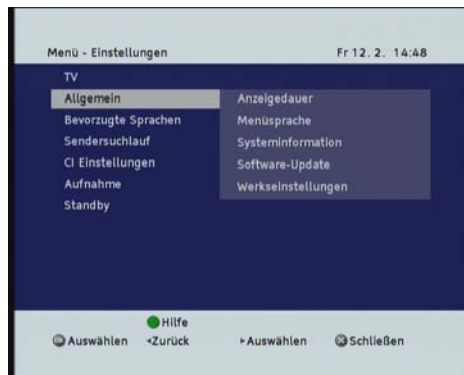 Menü - Einstellungen Fr 12. 2. 14:48
TV
Allgemein Anzeigedauer
Bevorzugte Sprachen Menüsprache
Sendersuchlauf Systeminformation
CI Einstellungen Software-Update
Aufnahme Werkseinstellungen
Standby
Hilfe
Auswählen Zurück Auswählen Schließen